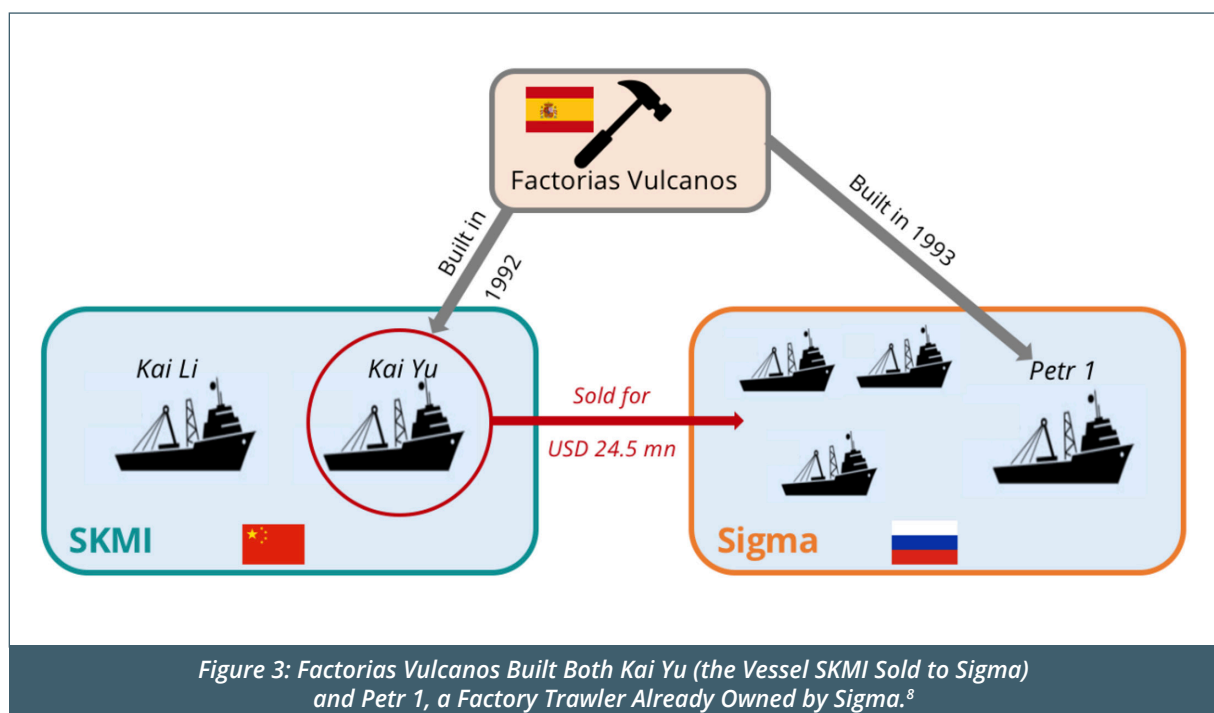 Factorias Vulcanos
Built in
1992
Built in 1993
Kai Li
Kai Yu
Sold for
USD 24.5 mn
Petr 1
SKMI
Sigma
Figure 3: Factorias Vulcanos Built Both Kai Yu (the Vessel SKMI Sold to Sigma)
and Petr 1, a Factory Trawler Already Owned by Sigma.⁸